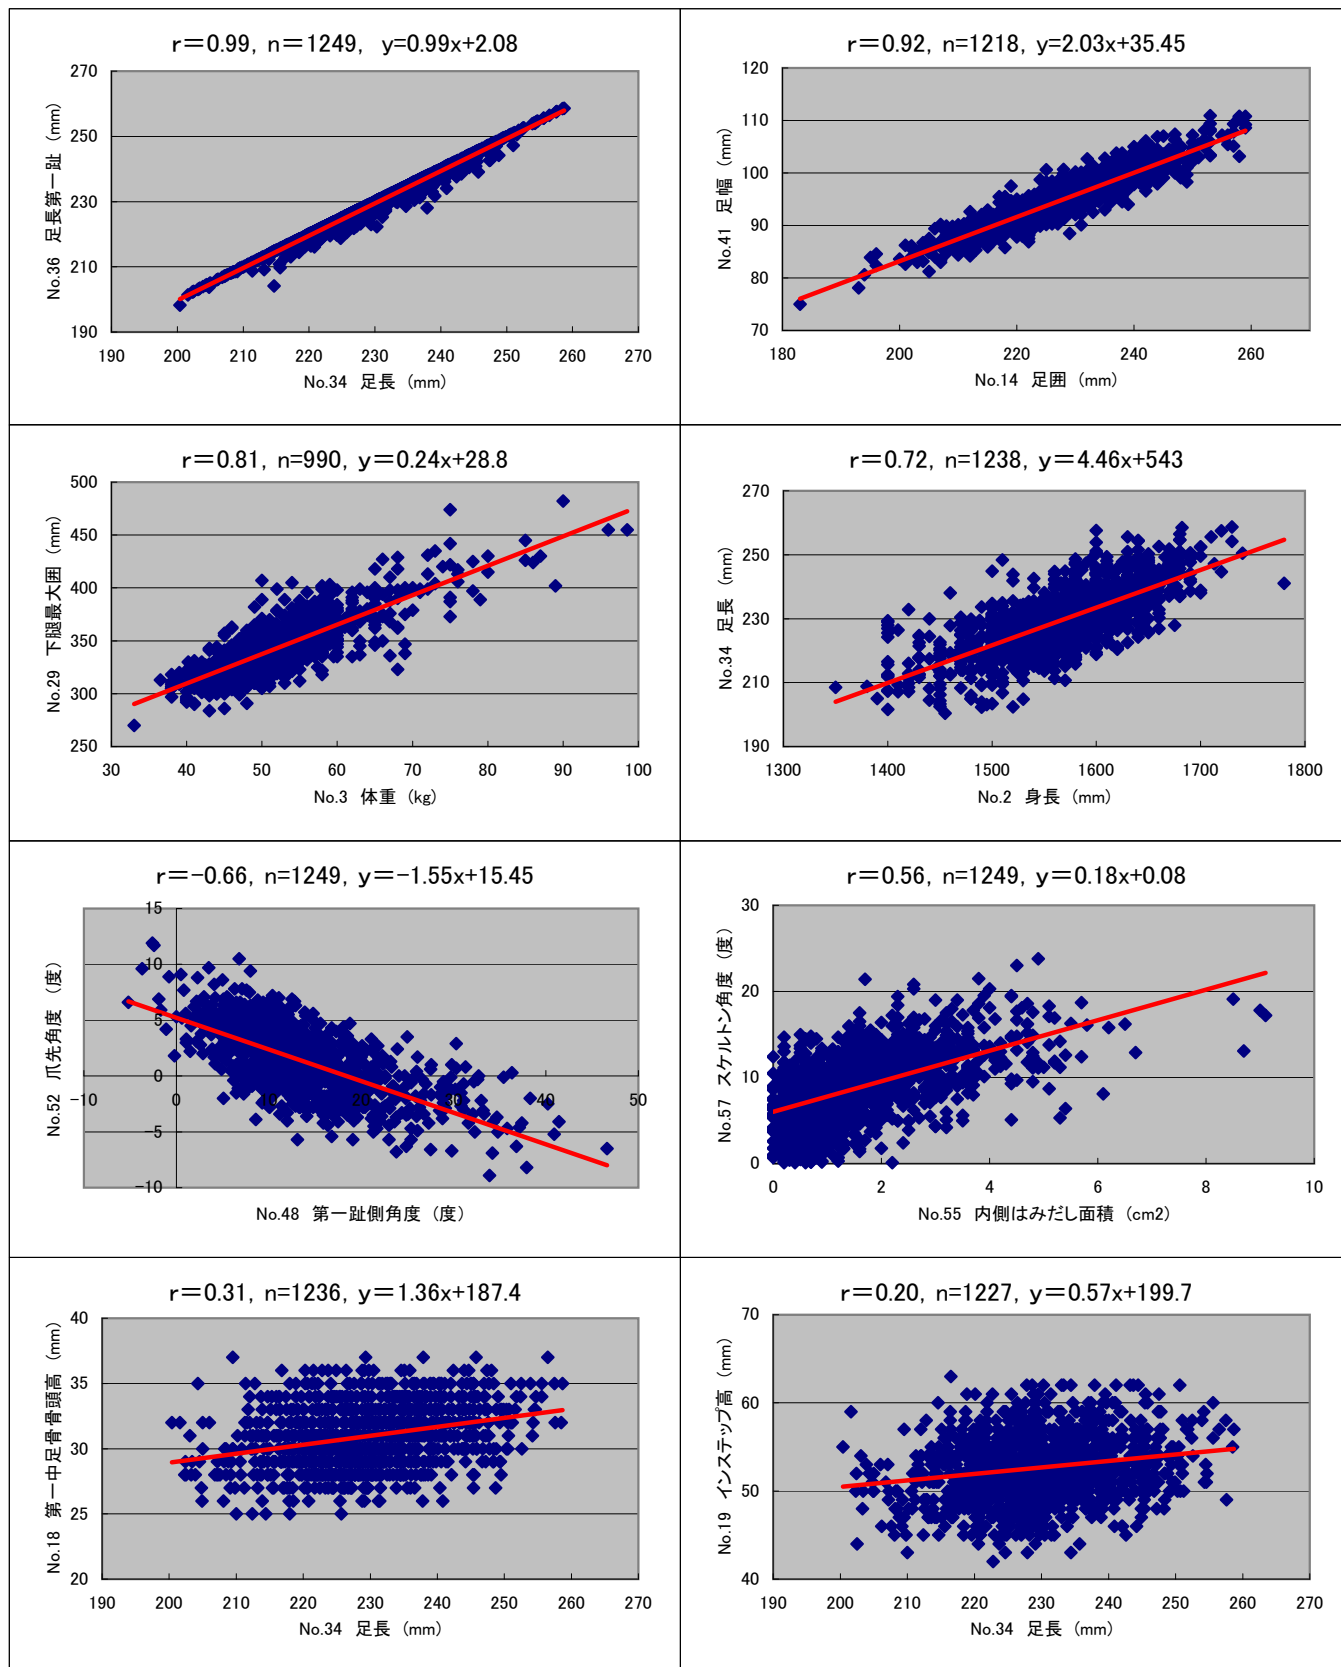 r＝0.99, n＝1249, y=0.99x+2.08
No.36 足長第一趾 (mm)
270
250
230
210
190
190 200 210 220 230 240 250 260 270
No.34 足長 (mm)
r＝0.92, n=1218, y=2.03x+35.45
No.41 足幅 (mm)
120
110
100
90
80
70
180 200 220 240 260
No.14 足囲 (mm)
r＝0.81, n=990, y＝0.24x+28.8
No.29 下腿最大囲 (mm)
500
450
400
350
300
250
30 40 50 60 70 80 90 100
No.3 体重 (kg)
r＝0.72, n=1238, y＝4.46x+543
No.34 足長 (mm)
270
250
230
210
190
1300 1400 1500 1600 1700 1800
No.2 身長 (mm)
r＝−0.66, n=1249, y＝−1.55x+15.45
No.52 爪先角度 (度)
15
10
5
0
−5
−10
−10 0 10 20 30 40 50
No.48 第一趾側角度 (度)
r＝0.56, n=1249, y＝0.18x+0.08
No.57 スケルトン角度 (度)
30
20
10
0
0 2 4 6 8 10
No.55 内側はみだし面積 (cm2)
r＝0.31, n=1236, y＝1.36x+187.4
No.18 第一中足骨骨頭高 (mm)
40
35
30
25
20
190 200 210 220 230 240 250 260 270
No.34 足長 (mm)
r＝0.20, n=1227, y＝0.57x+199.7
No.19 インステップ高 (mm)
70
60
50
40
190 200 210 220 230 240 250 260 270
No.34 足長 (mm)